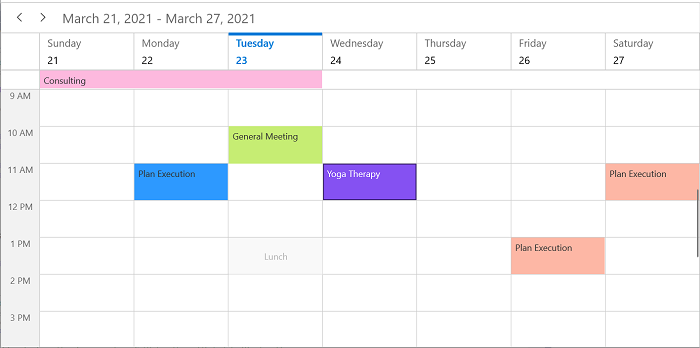 March 21, 2021 - March 27, 2021
Sunday Monday Tuesday Wednesday Thursday Friday Saturday
21 22 23 24 25 26 27
Consulting
9 AM
10 AM General Meeting
11 AM Plan Execution Yoga Therapy Plan Execution
12 PM
1 PM Lunch Plan Execution
2 PM
3 PM